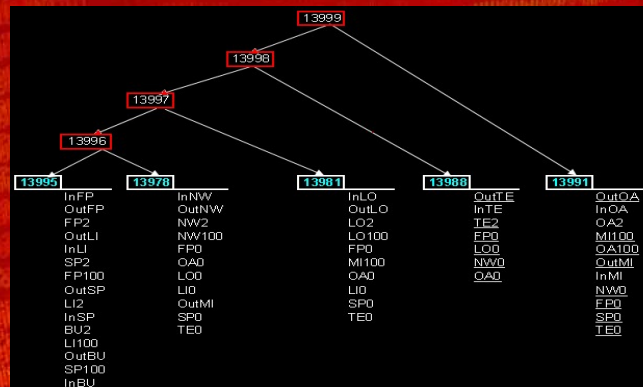 13999
13998
13997
13996
13995
InFP
OutFP
FP2
OutLI
InLI
SP2
FP100
OutSP
LI2
InSP
BU2
LI100
OutBU
SP100
InBU
13978
InNW
OutNW
NW2
NW100
FP0
OA0
LO0
LI0
OutMI
SP0
TE0
13981
InLO
OutLO
LO2
LO100
FP0
MI100
OA0
LI0
SP0
TE0
13988
OutTE
InTE
TE2
FP0
LO0
NW0
OA0
13991
OutOA
InOA
OA2
MI100
OA100
OutMI
InMI
NW0
FP0
SP0
TE0